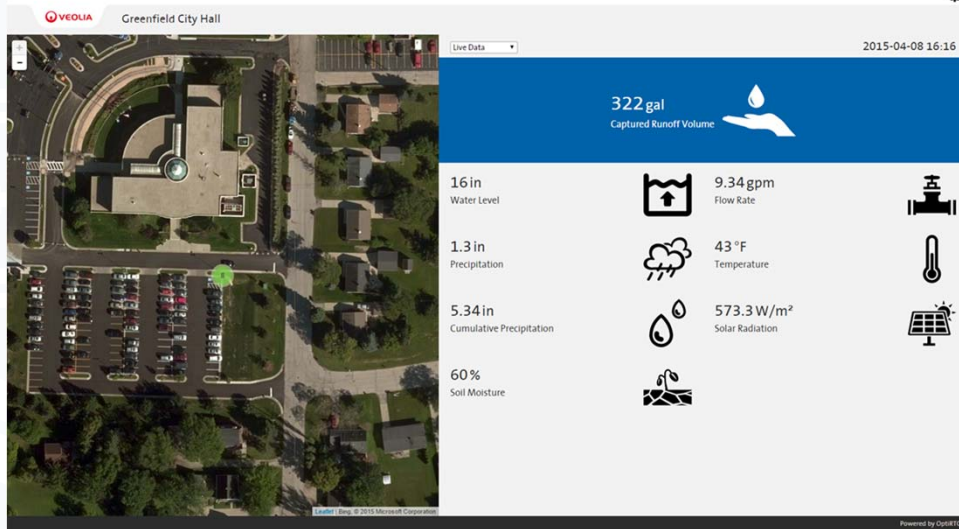 VEOLIA
Greenfield City Hall
+
-
Live Data
2015-04-08 16:16
322 gal
Captured Runoff Volume
16 in
Water Level
9.34 gpm
Flow Rate
1.3 in
Precipitation
43 °F
Temperature
5.34 in
Cumulative Precipitation
573.3 W/m²
Solar Radiation
60 %
Soil Moisture
Leaflet | Bing, © 2015 Microsoft Corporation
Powered by OptiRTC